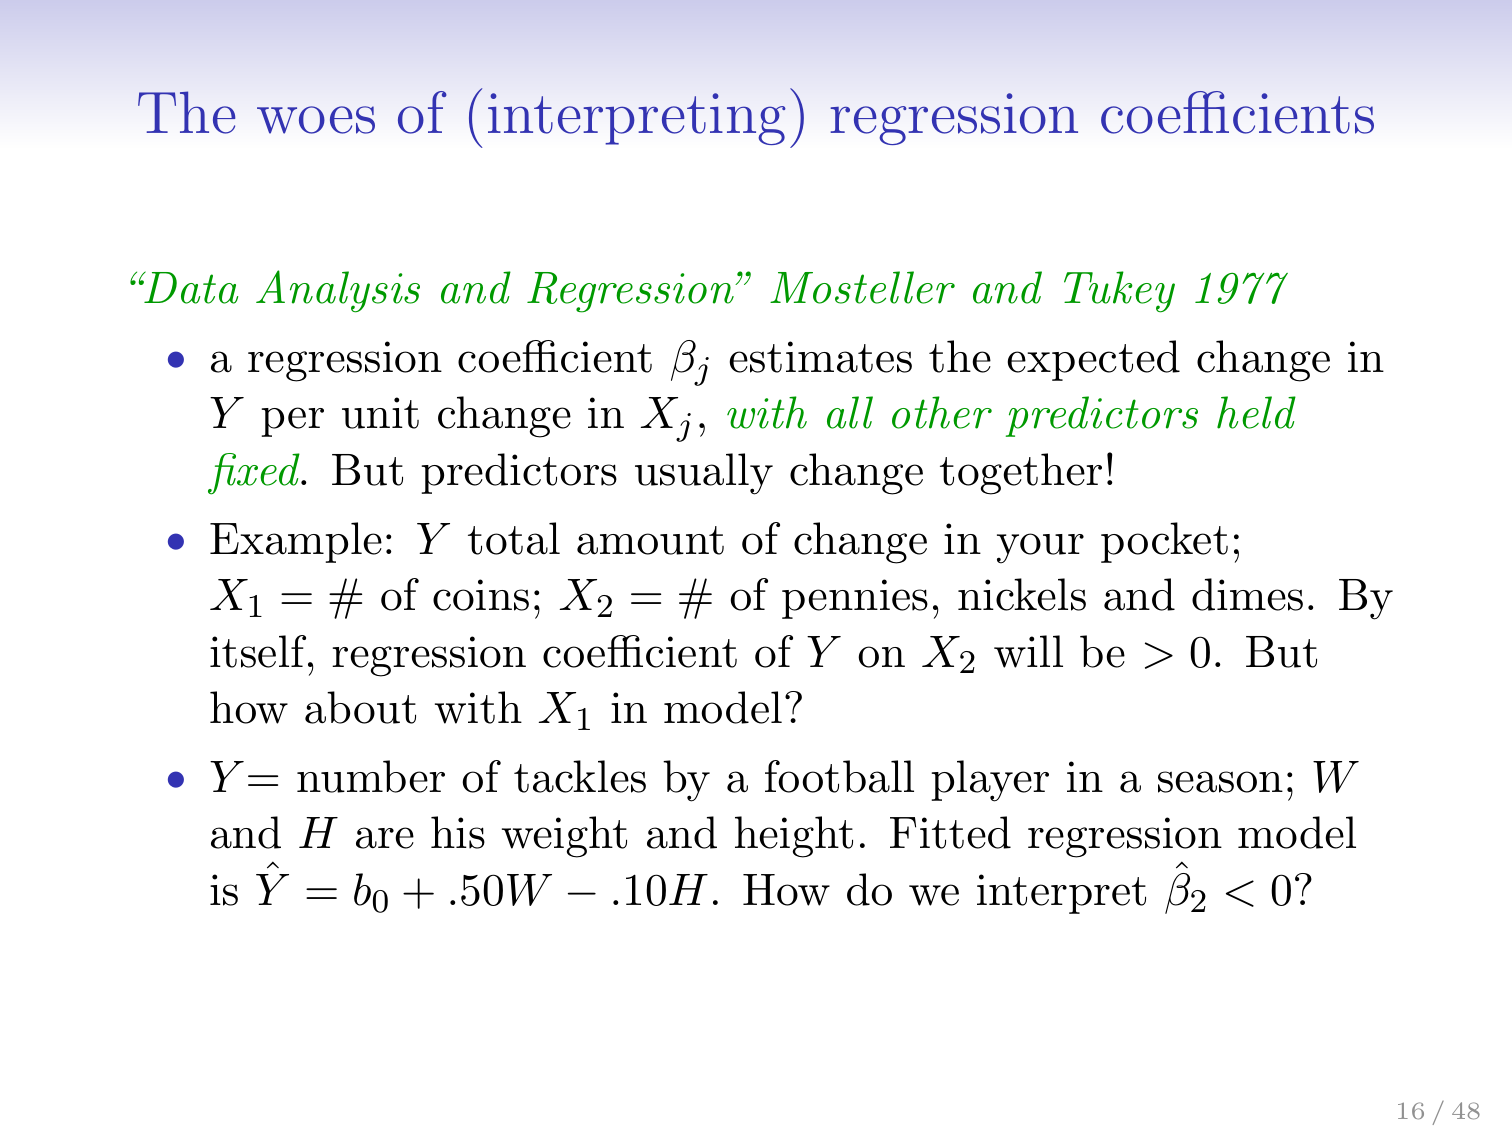 The woes of (interpreting) regression coefficients
“Data Analysis and Regression” Mosteller and Tukey 1977
• a regression coefficient βj estimates the expected change in
Y per unit change in Xj, with all other predictors held
fixed. But predictors usually change together!
• Example: Y total amount of change in your pocket;
X1 = # of coins; X2 = # of pennies, nickels and dimes. By
itself, regression coefficient of Y on X2 will be > 0. But
how about with X1 in model?
• Y= number of tackles by a football player in a season; W
and H are his weight and height. Fitted regression model
is Ŷ = b0 + .50W − .10H. How do we interpret β̂2 < 0?
16 / 48